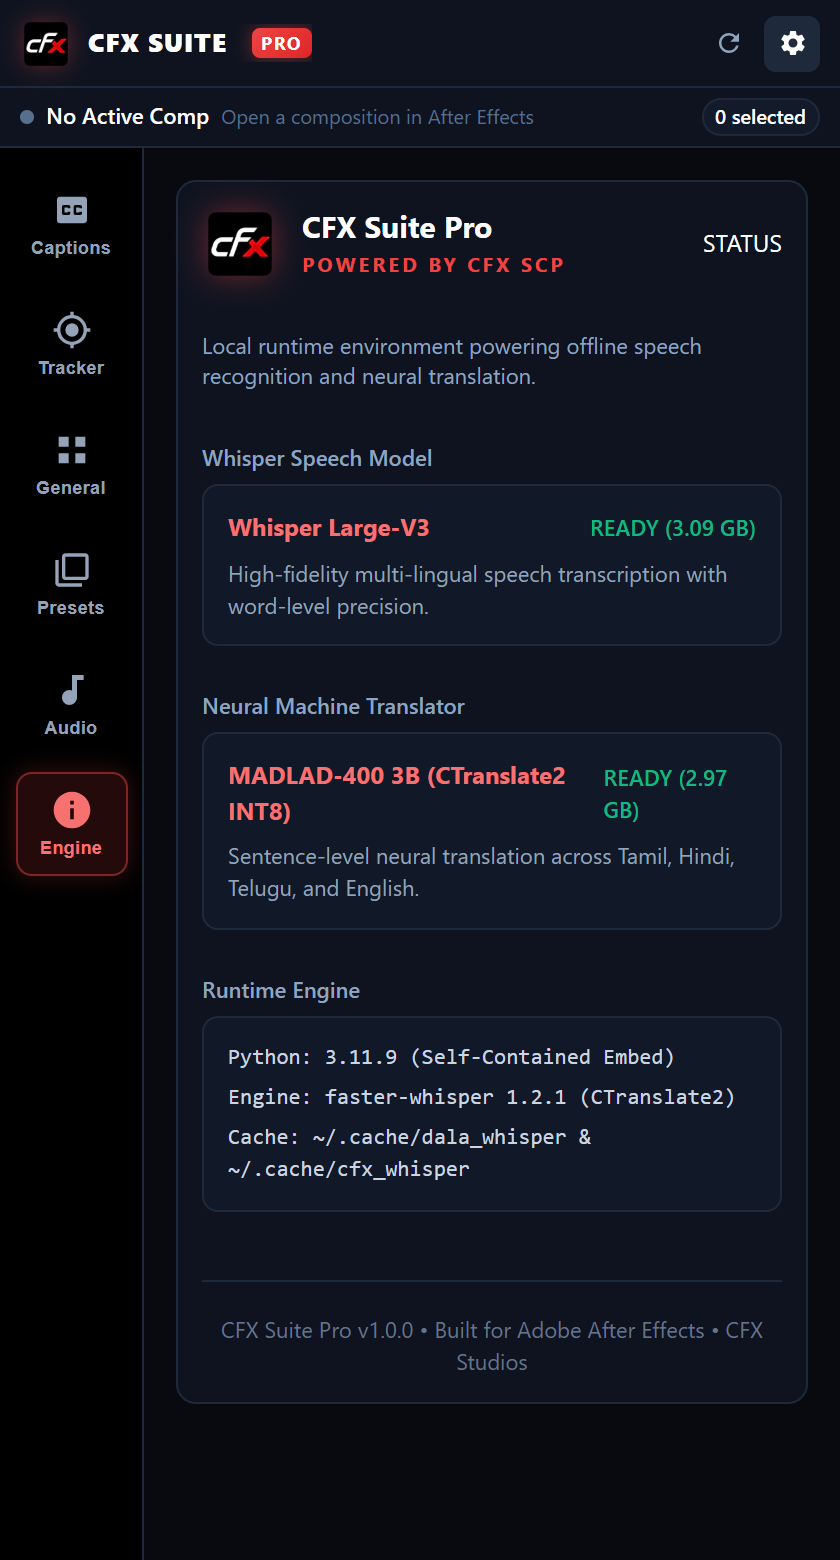 cfx CFX SUITE PRO
No Active Comp Open a composition in After Effects 0 selected
CC
Captions
Tracker
General
Presets
Audio
Engine
cfx
CFX Suite Pro
POWERED BY CFX SCP
STATUS
Local runtime environment powering offline speech
recognition and neural translation.
Whisper Speech Model
Whisper Large-V3 READY (3.09 GB)
High-fidelity multi-lingual speech transcription with
word-level precision.
Neural Machine Translator
MADLAD-400 3B (CTranslate2
INT8)
READY (2.97
GB)
Sentence-level neural translation across Tamil, Hindi,
Telugu, and English.
Runtime Engine
Python: 3.11.9 (Self-Contained Embed)
Engine: faster-whisper 1.2.1 (CTranslate2)
Cache: ~/.cache/dala_whisper &
~/.cache/cfx_whisper
CFX Suite Pro v1.0.0 • Built for Adobe After Effects • CFX
Studios